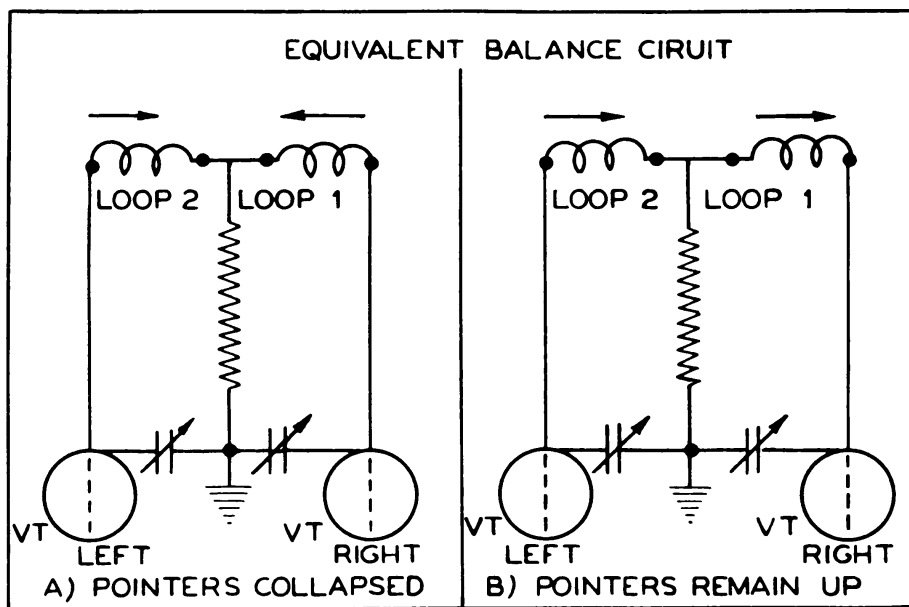 EQUIVALENT BALANCE CIRUIT
LOOP 2 LOOP 1
LOOP 2 LOOP 1
VT VT
LEFT RIGHT
VT VT
LEFT RIGHT
A) POINTERS COLLAPSED
B) POINTERS REMAIN UP